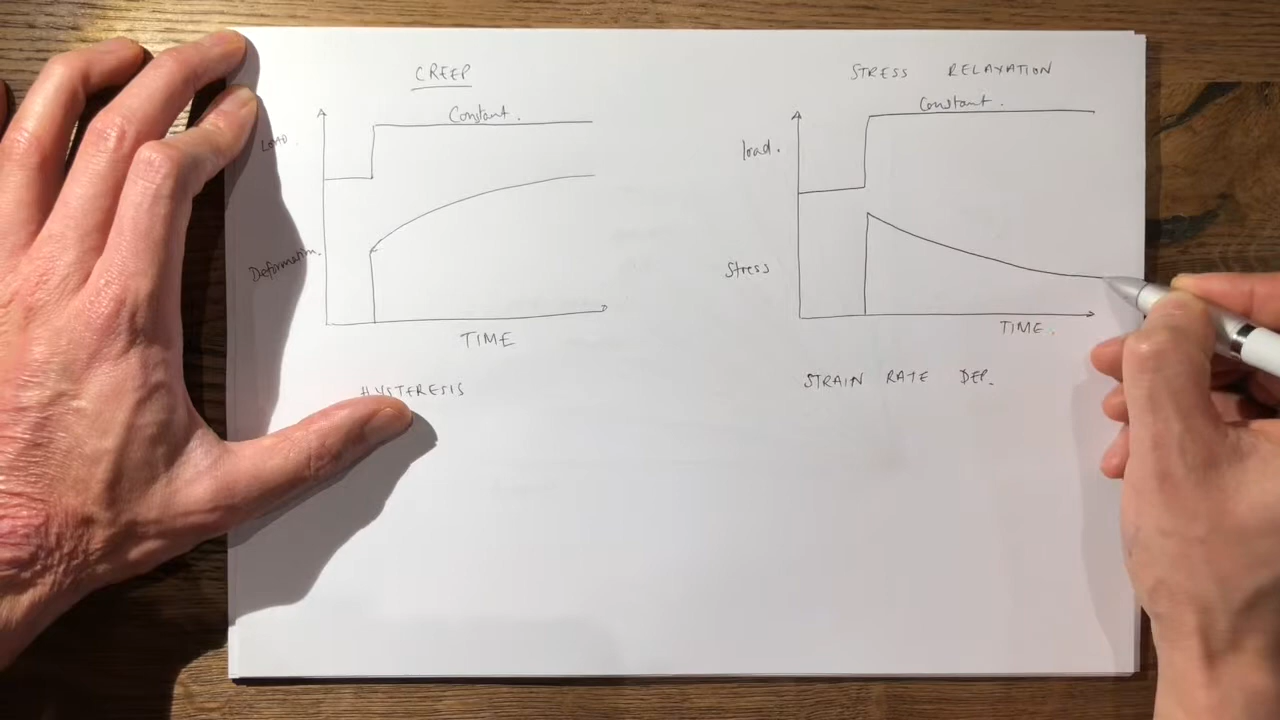 CREEP
Constant.
LOAD.
Deformation.
TIME
STRESS RELAXATION
Constant.
load.
Stress
TIME.
HYSTERESIS
STRAIN RATE DEP.